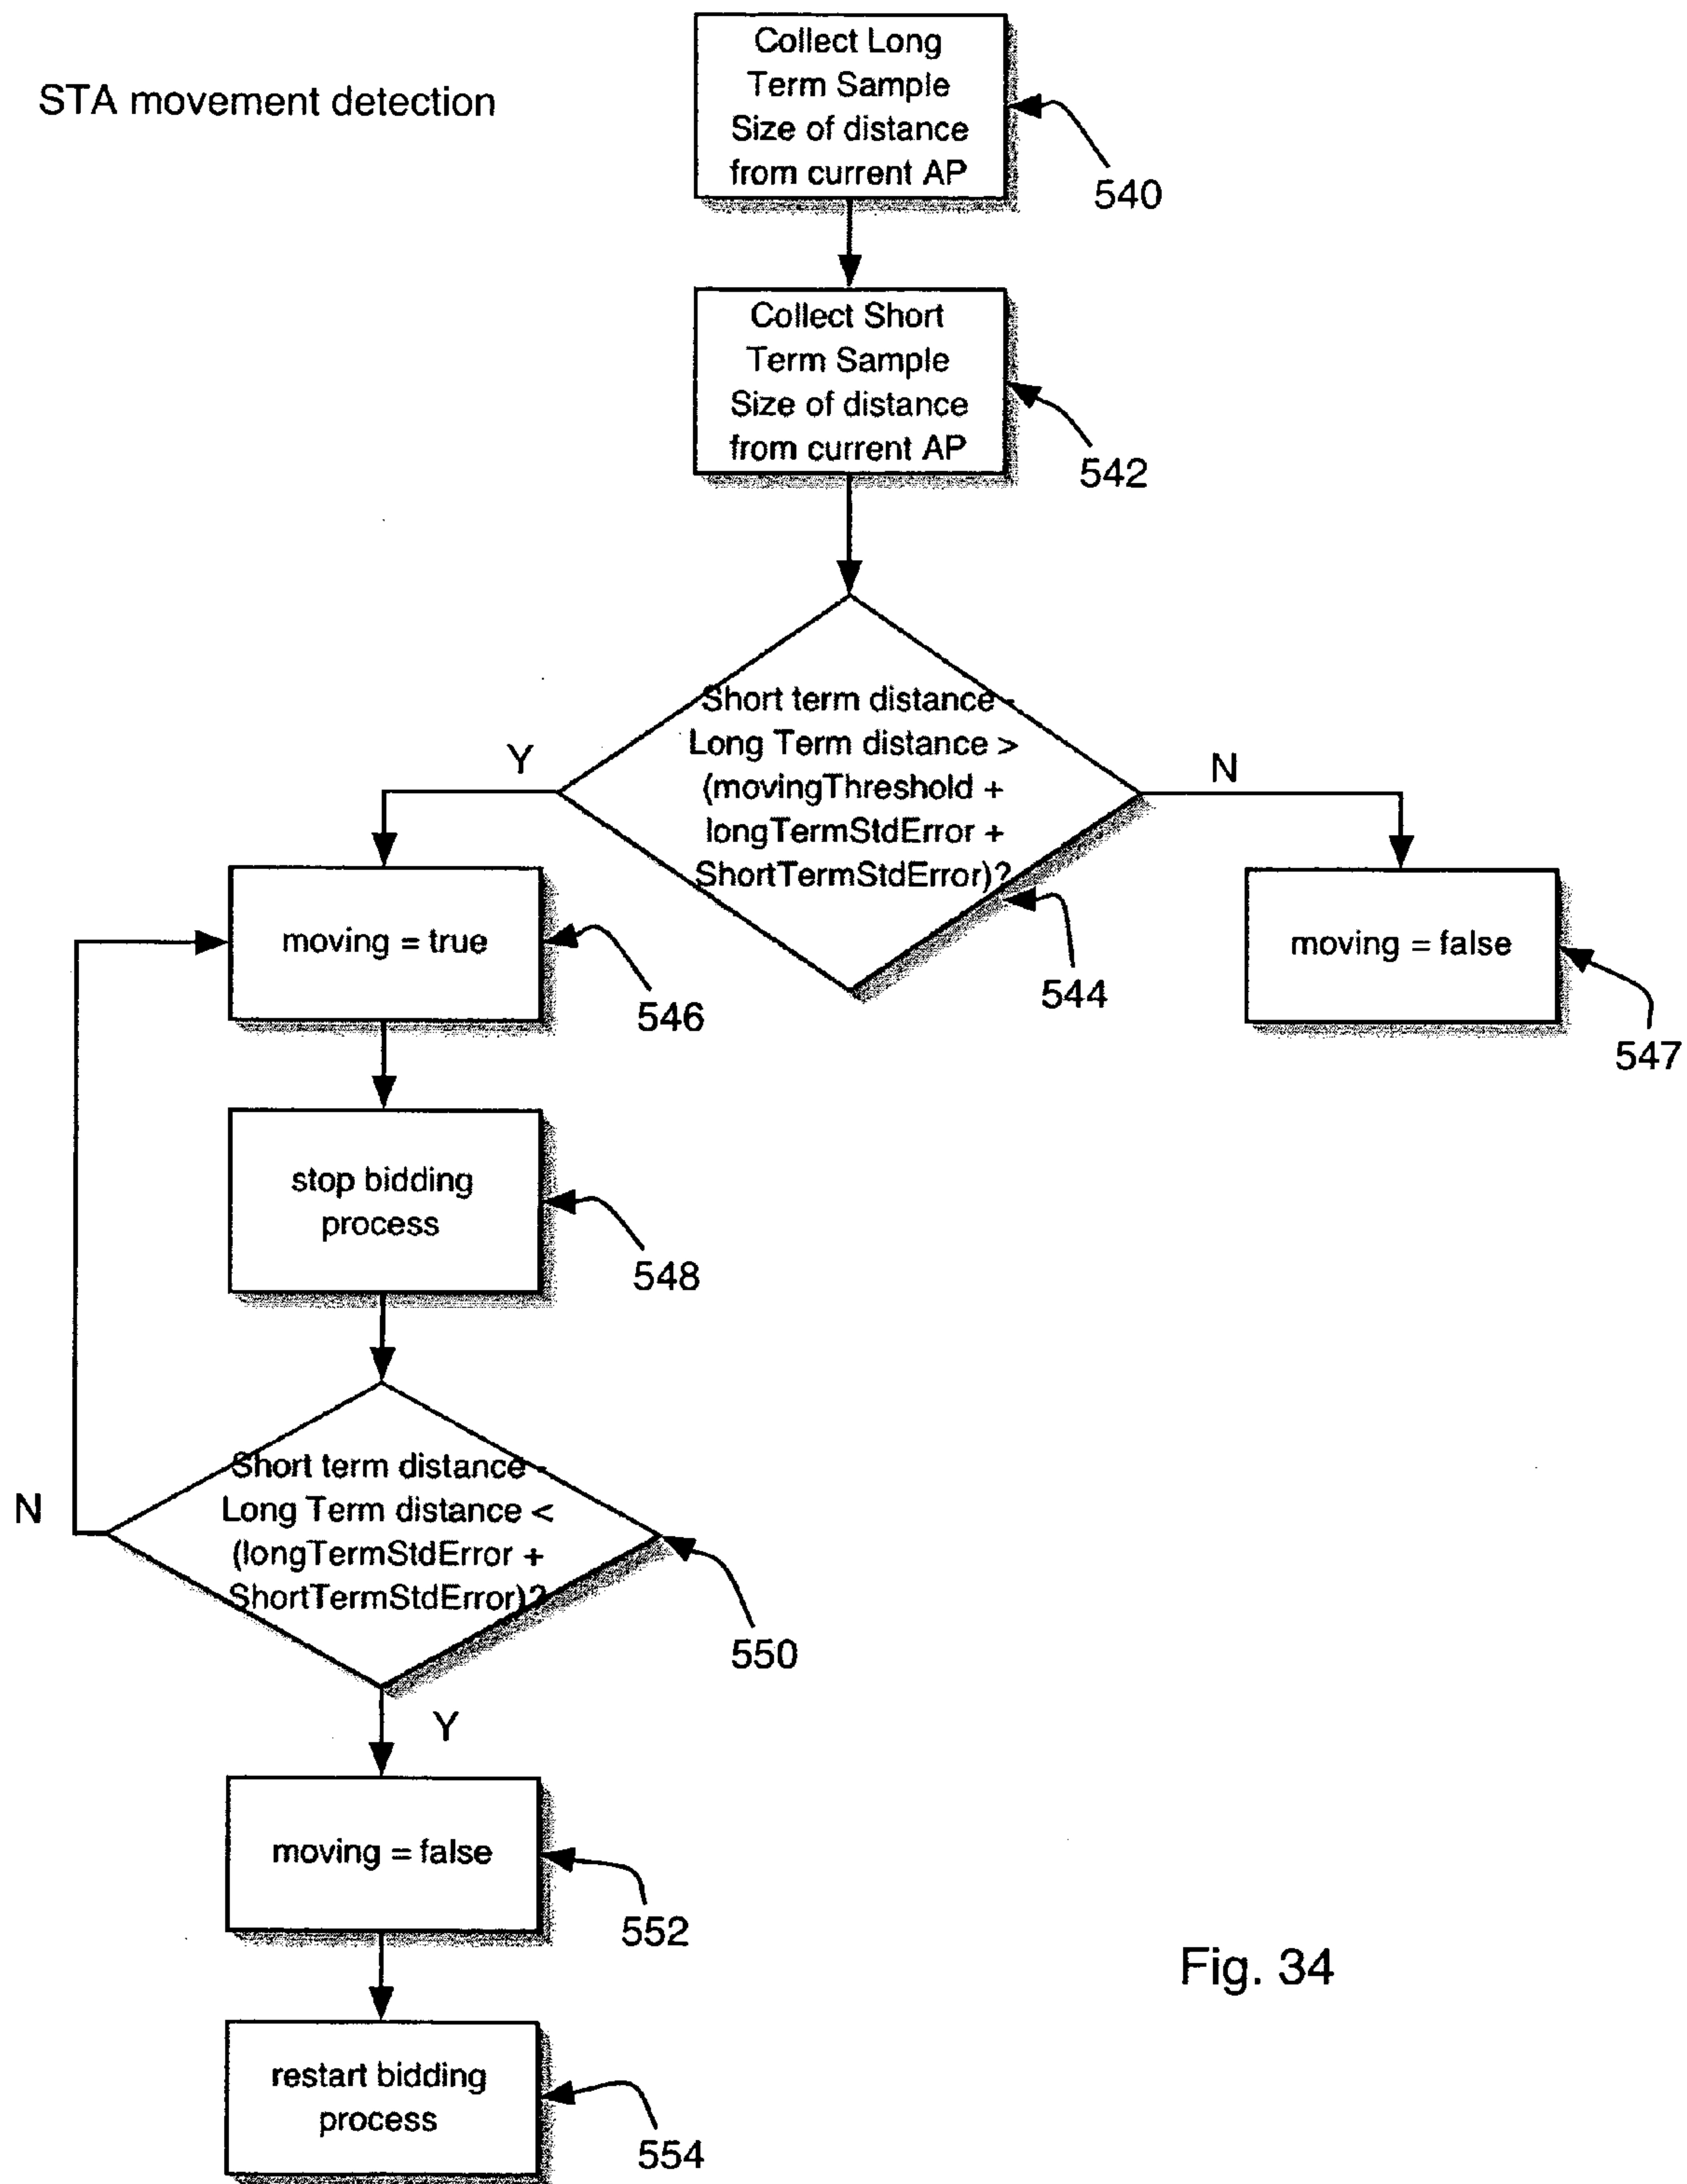 STA movement detection
Collect Long
Term Sample
Size of distance
from current AP
540
Collect Short
Term Sample
Size of distance
from current AP
542
Short term distance -
Long Term distance >
(movingThreshold +
longTermStdError +
ShortTermStdError)?
544
Y
N
moving = true
546
moving = false
547
stop bidding
process
548
Short term distance -
Long Term distance <
(longTermStdError +
ShortTermStdError)?
550
N
Y
moving = false
552
restart bidding
process
554
Fig. 34